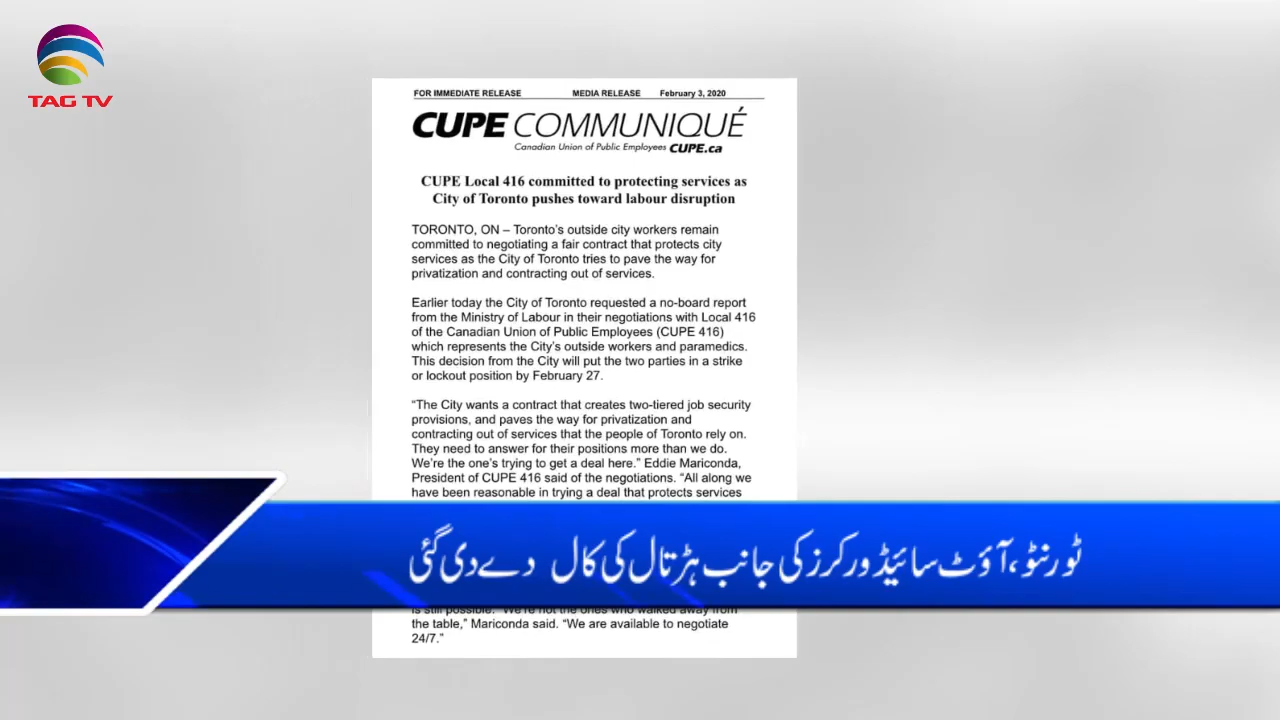 TAG TV
FOR IMMEDIATE RELEASE MEDIA RELEASE February 3, 2020
CUPE COMMUNIQUÉ
Canadian Union of Public Employees CUPE.ca
CUPE Local 416 committed to protecting services as
City of Toronto pushes toward labour disruption
TORONTO, ON – Toronto's outside city workers remain
committed to negotiating a fair contract that protects city
services as the City of Toronto tries to pave the way for
privatization and contracting out of services.
Earlier today the City of Toronto requested a no-board report
from the Ministry of Labour in their negotiations with Local 416
of the Canadian Union of Public Employees (CUPE 416)
which represents the City's outside workers and paramedics.
This decision from the City will put the two parties in a strike
or lockout position by February 27.
“The City wants a contract that creates two-tiered job security
provisions, and paves the way for privatization and
contracting out of services that the people of Toronto rely on.
They need to answer for their positions more than we do.
We're the one's trying to get a deal here.” Eddie Mariconda,
President of CUPE 416 said of the negotiations. “All along we
have been reasonable in trying a deal that protects services
ٹورنٹو،آؤٹ سائیڈورکرز کی جانب ہڑتال کی کال دے دی گئی
is still possible. “We're not the ones who walked away from
the table,” Mariconda said. “We are available to negotiate
24/7.”